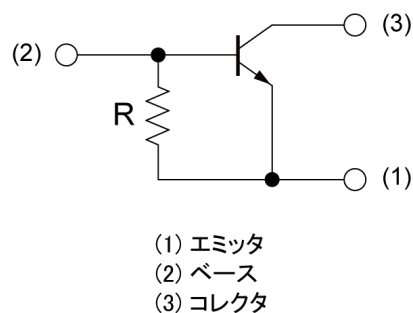 (3)
(2)
R
(1)
(1) エミッタ
(2) ベース
(3) コレクタ